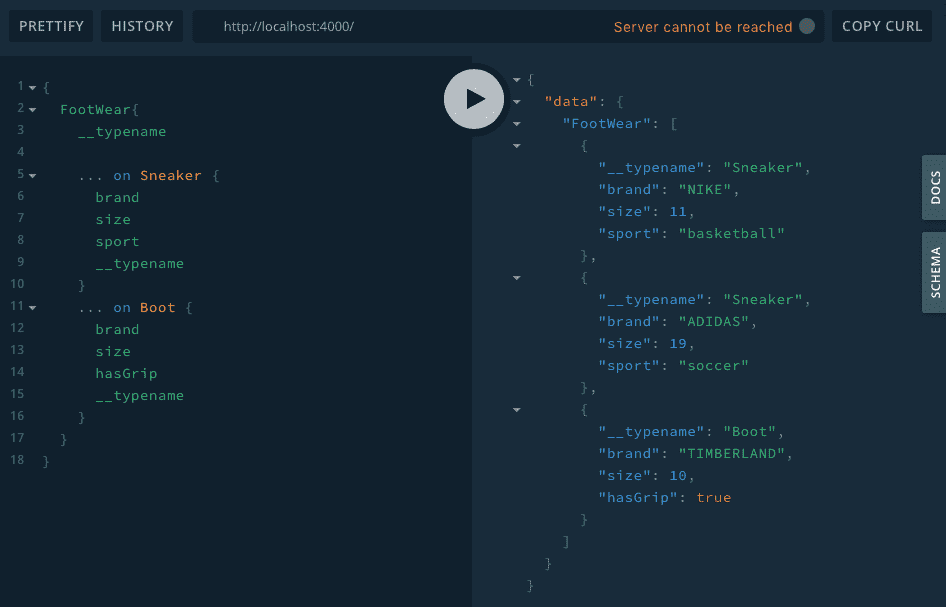 PRETTIFY
HISTORY
http://localhost:4000/
Server cannot be reached
COPY CURL
1 {
2 FootWear{
3 __typename
4
5 ... on Sneaker {
6 brand
7 size
8 sport
9 __typename
10 }
11 ... on Boot {
12 brand
13 size
14 hasGrip
15 __typename
16 }
17 }
18 }
{
"data": {
"FootWear": [
{
"__typename": "Sneaker",
"brand": "NIKE",
"size": 11,
"sport": "basketball"
},
{
"__typename": "Sneaker",
"brand": "ADIDAS",
"size": 19,
"sport": "soccer"
},
{
"__typename": "Boot",
"brand": "TIMBERLAND",
"size": 10,
"hasGrip": true
}
]
}
}
DOCS
SCHEMA